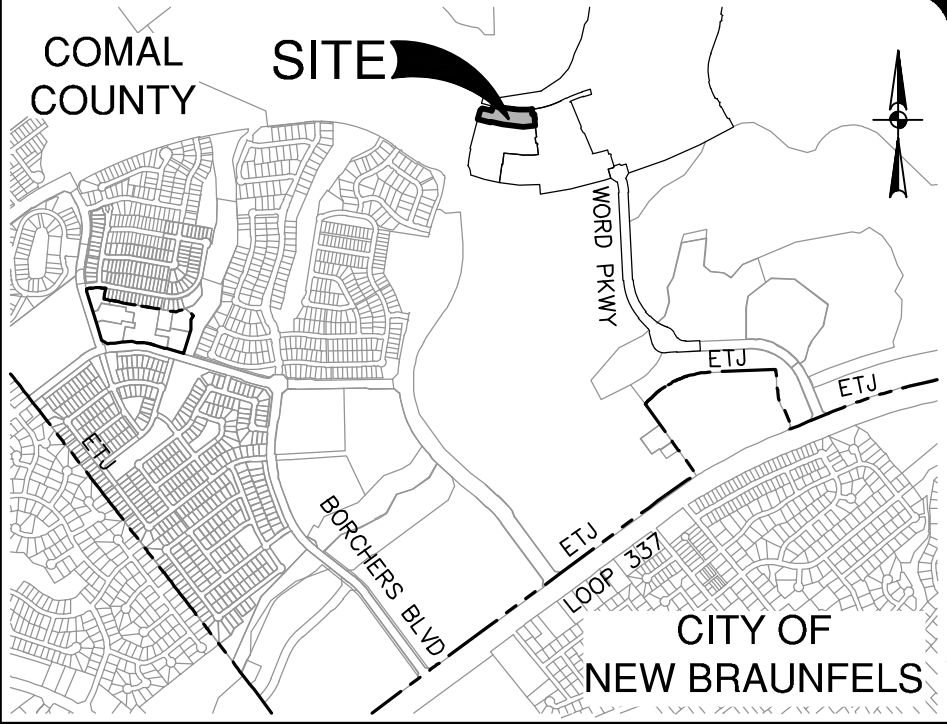 COMAL
COUNTY
SITE
WORD PKWY
ETJ
ETJ
ETJ
BORCHERS BLVD
ETJ
LOOP 337
CITY OF
NEW BRAUNFELS